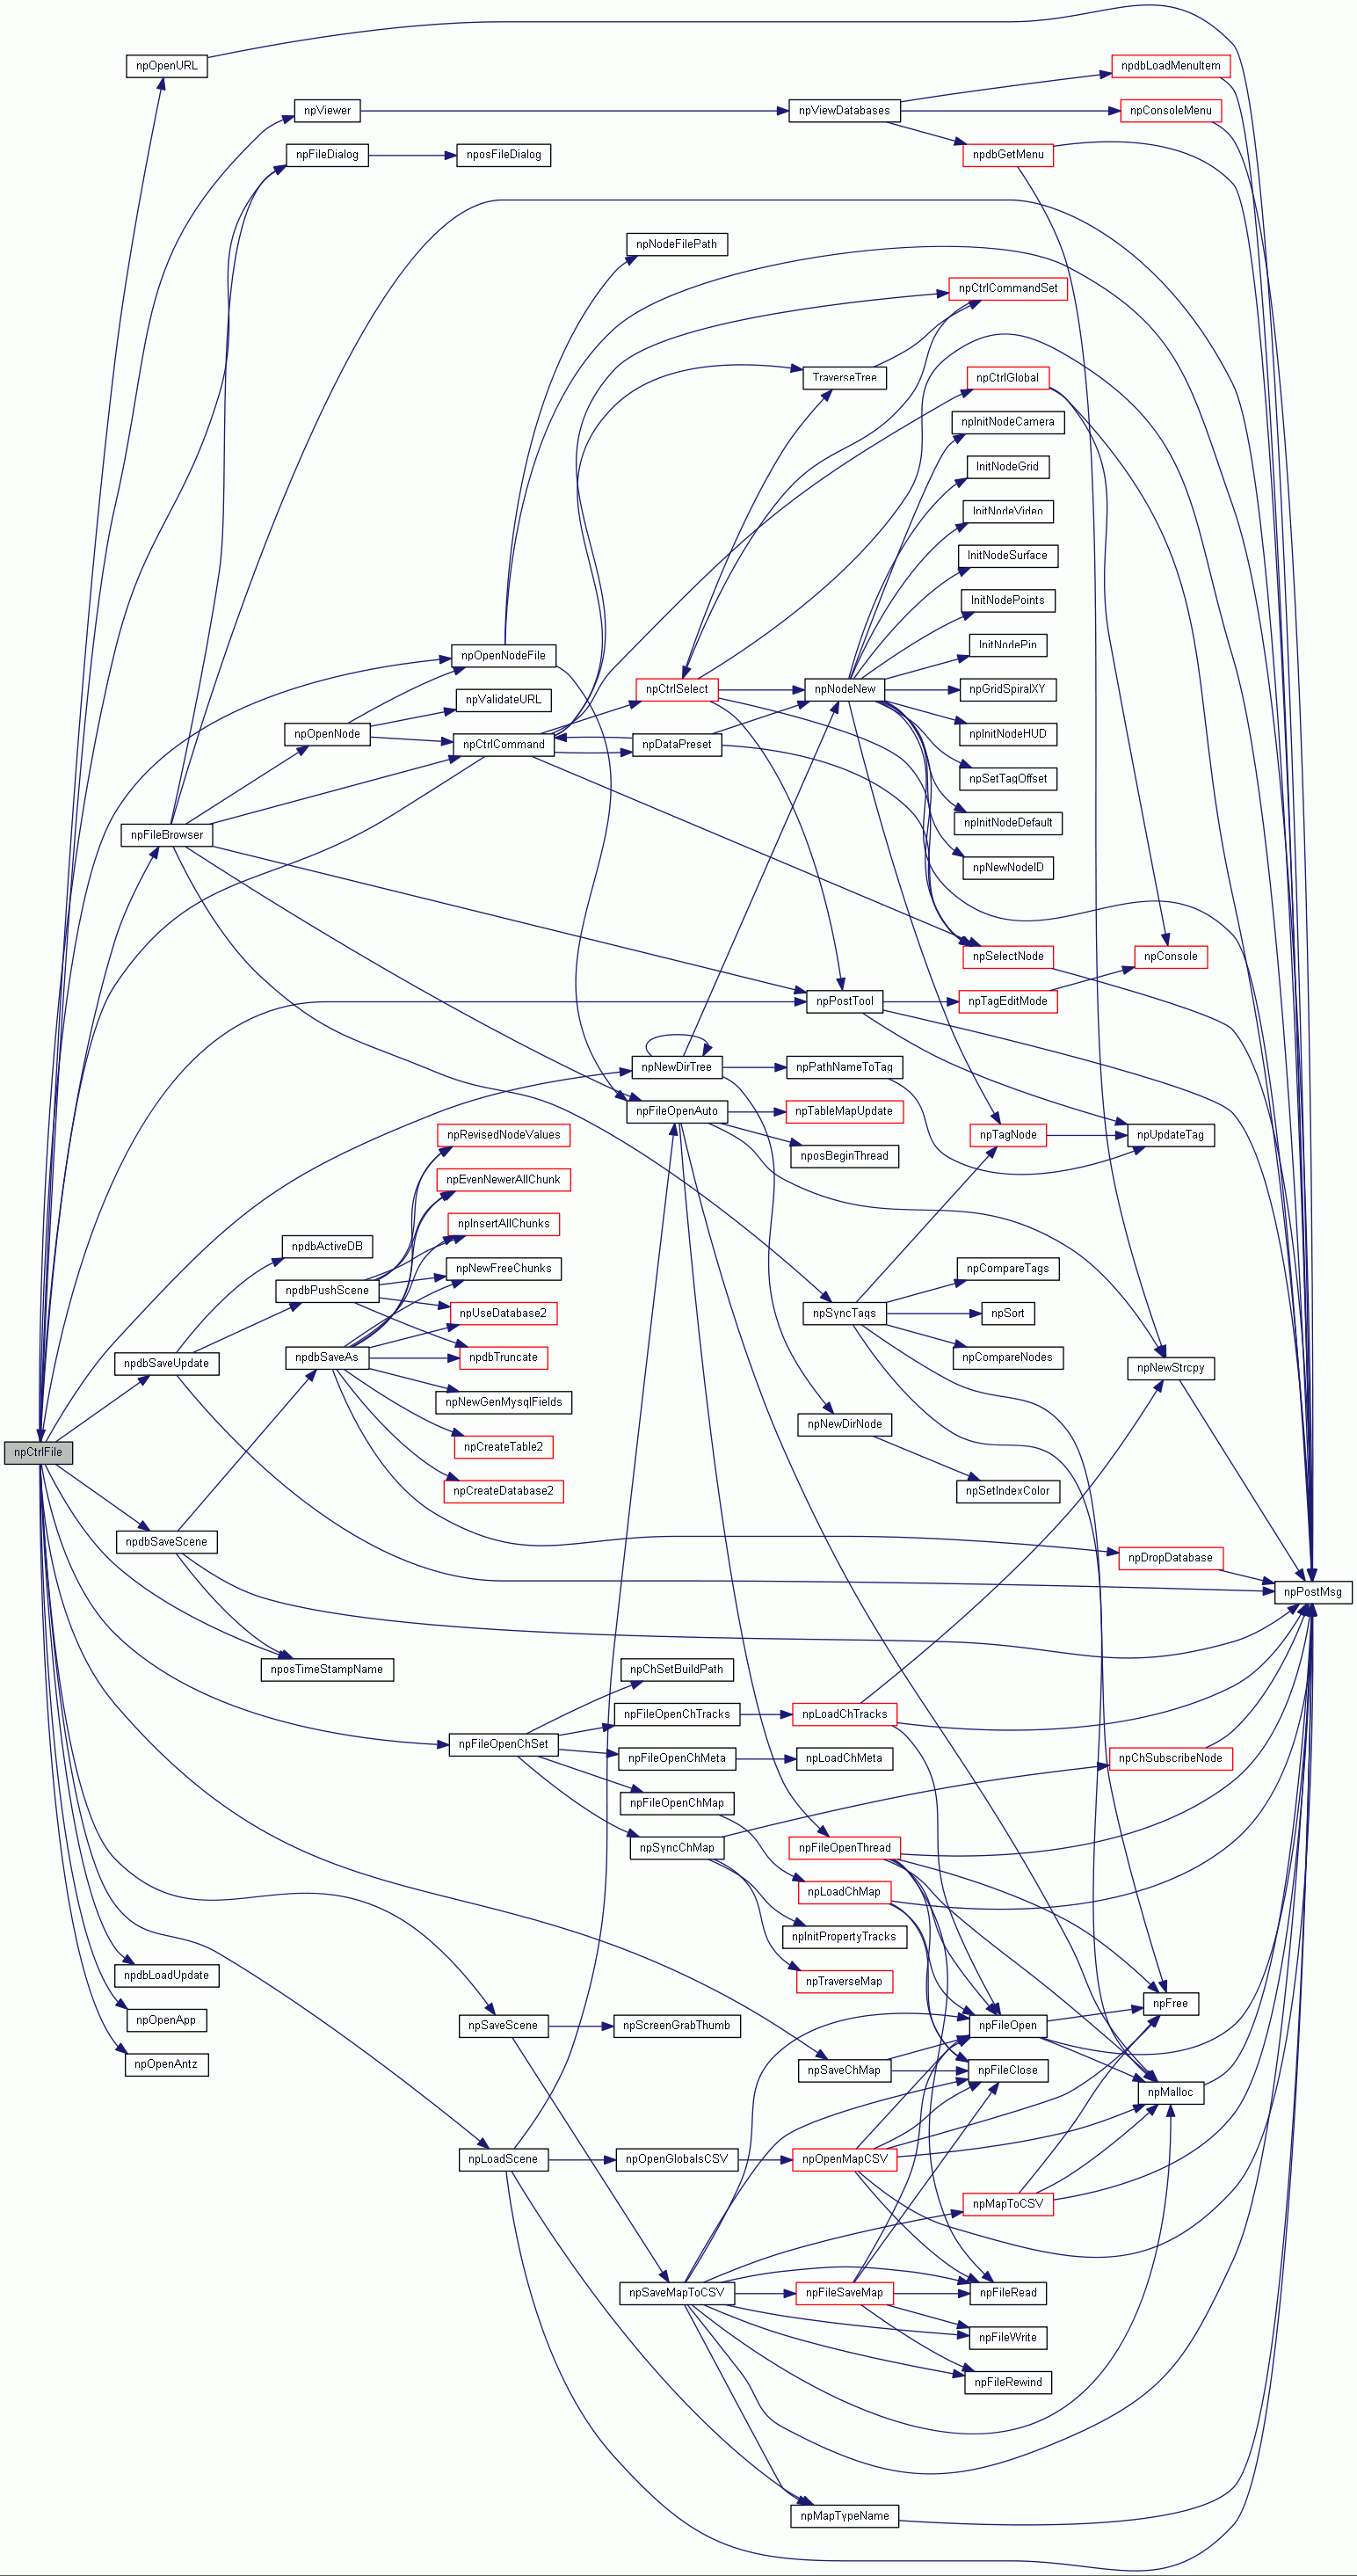 npOpenURL
npdbLoadMenuItem
npViewer
npViewDatabases
npConsoleMenu
npFileDialog
nposFileDialog
npdbGetMenu
npNodeFilePath
npCtrlCommandSet
TraverseTree
npCtrlGlobal
npInitNodeCamera
InitNodeGrid
InitNodeVideo
InitNodeSurface
InitNodePoints
InitNodePin
npOpenNodeFile
npCtrlSelect
npNodeNew
npGridSpiralXY
npValidateURL
npOpenNode
npInitNodeHUD
npCtrlCommand
npDataPreset
npSetTagOffset
npInitNodeDefault
npFileBrowser
npNewNodeID
npSelectNode
npConsole
npPostTool
npTagEditMode
npNewDirTree
npPathNameToTag
npFileOpenAuto
npTableMapUpdate
npRevisedNodeValues
npTagNode
npUpdateTag
nposBeginThread
npEvenNewerAllChunk
npInsertAllChunks
npdbActiveDB
npNewFreeChunks
npCompareTags
npdbPushScene
npUseDatabase2
npSyncTags
npSort
npdbSaveUpdate
npdbSaveAs
npdbTruncate
npCompareNodes
npNewStrcpy
npNewGenMysqlFields
npNewDirNode
npCtrlFile
npCreateTable2
npCreateDatabase2
npSetIndexColor
npdbSaveScene
npDropDatabase
npPostMsg
nposTimeStampName
npChSetBuildPath
npFileOpenChTracks
npLoadChTracks
npFileOpenChSet
npFileOpenChMeta
npLoadChMeta
npChSubscribeNode
npFileOpenChMap
npSyncChMap
npFileOpenThread
npLoadChMap
npInitPropertyTracks
npdbLoadUpdate
npTraverseMap
npFree
npOpenApp
npSaveScene
npScreenGrabThumb
npFileOpen
npOpenAntz
npSaveChMap
npFileClose
npMalloc
npLoadScene
npOpenGlobalsCSV
npOpenMapCSV
npMapToCSV
npSaveMapToCSV
npFileSaveMap
npFileRead
npFileWrite
npFileRewind
npMapTypeName